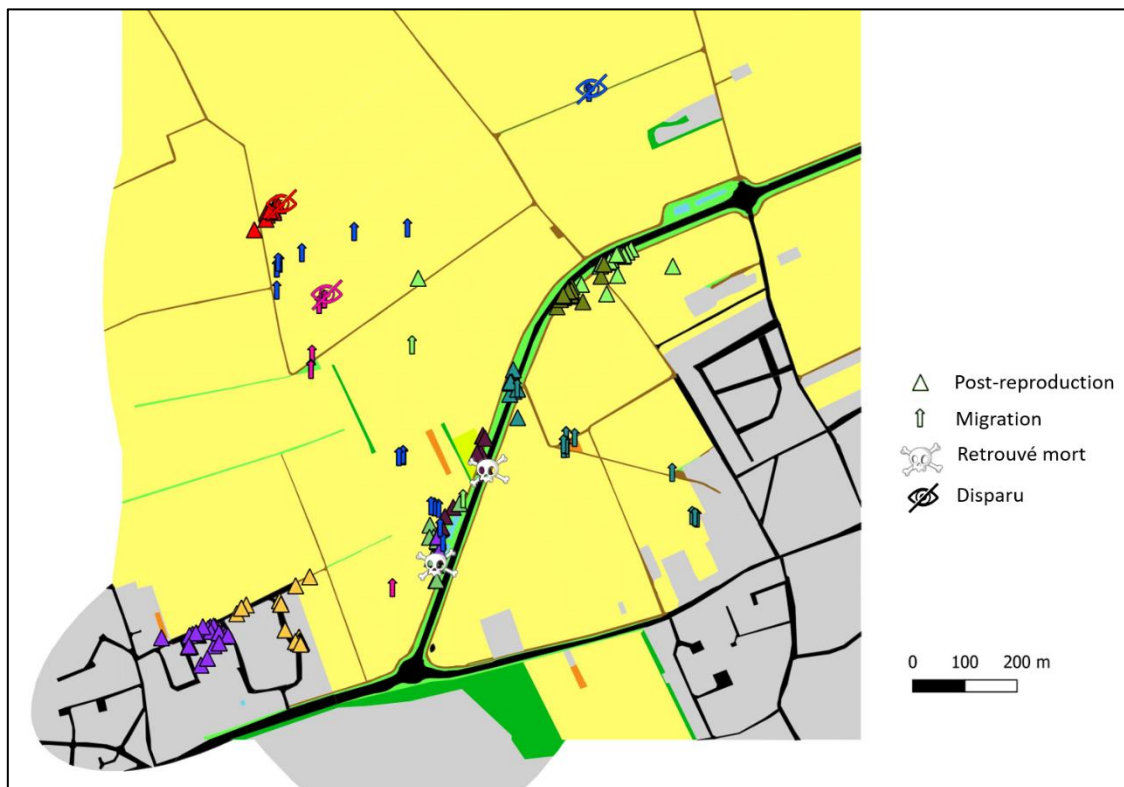 Post-reproduction
Migration
Retrouvé mort
Disparu
0 100 200 m